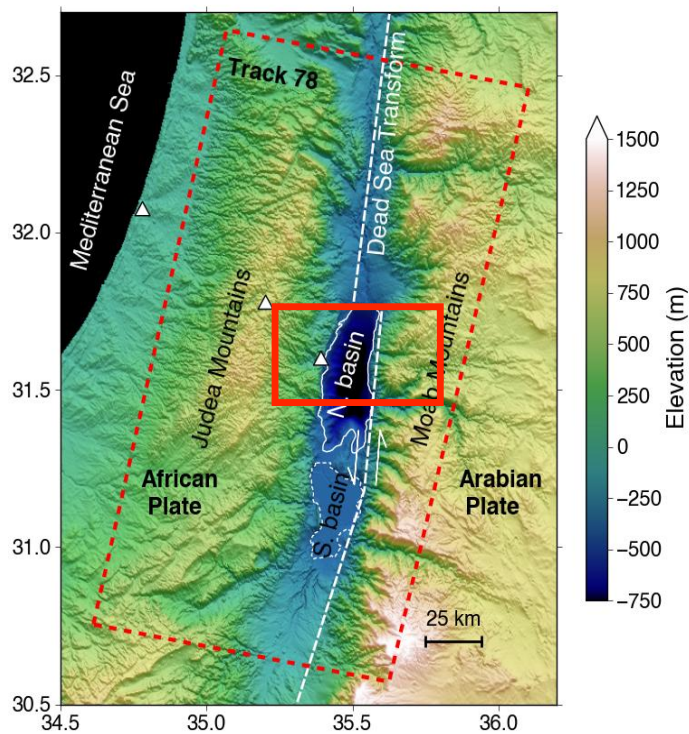 32.5
32.0
31.5
31.0
30.5
34.5
35.0
35.5
36.0
Mediterranean Sea
Track 78
Dead Sea Transform
Judea Mountains
basin
Moab Mountains
S. basin
African
Plate
Arabian
Plate
25 km
1500
1250
1000
750
500
250
0
−250
−500
−750
Elevation (m)